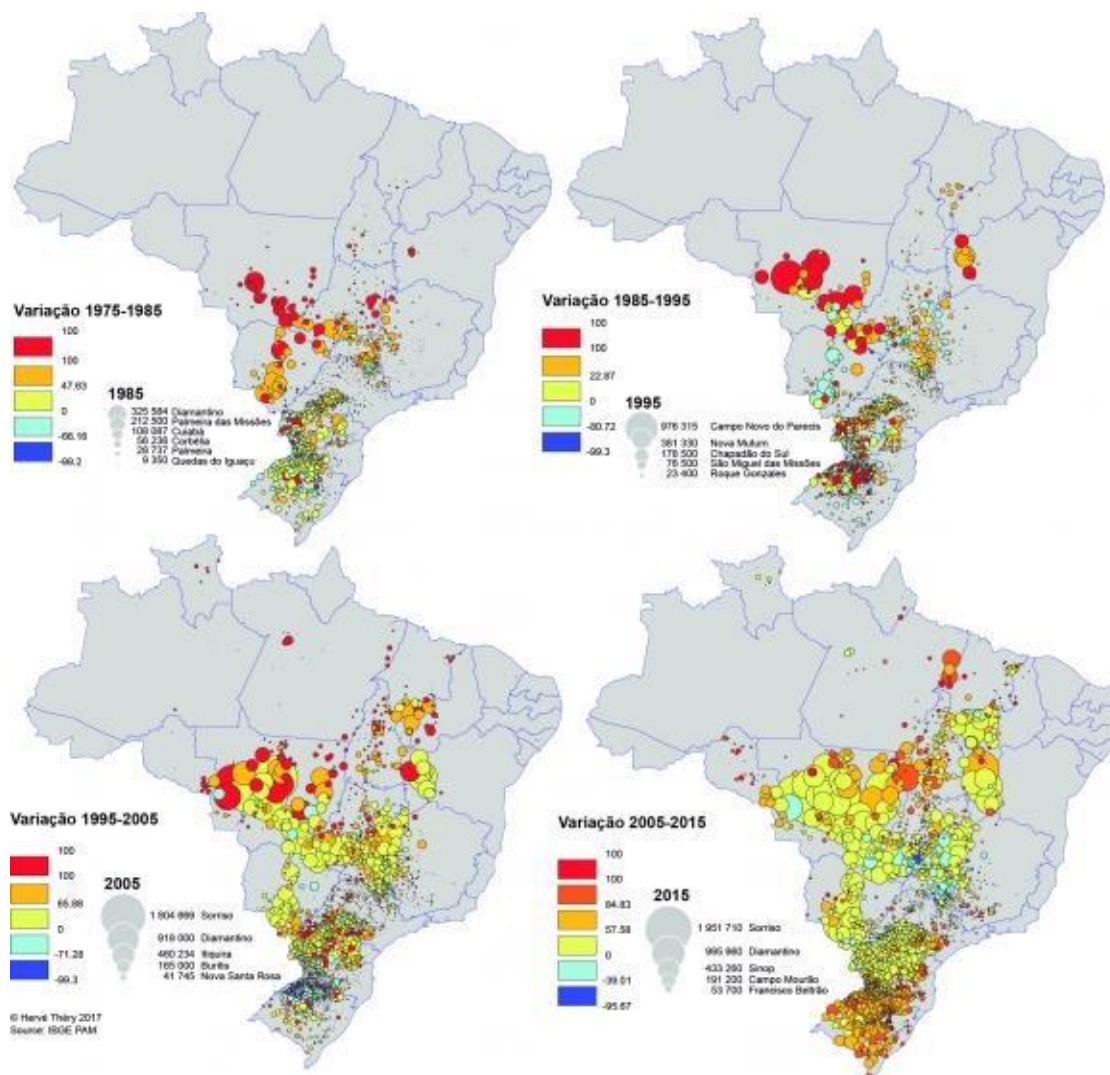 Variação 1975-1985
100
100
47.63
0
-66.16
-99.2
1985
325 584 Diamantino
212 500 Palmeira das Missões
108 087 Cuiabá
56 236 Corbélia
28 737 Palmeira
9 350 Quedas do Iguaçu
Variação 1985-1995
100
100
22.87
0
-80.72
-99.3
1995
976 315 Campo Novo do Parecis
381 330 Nova Mutum
176 500 Chapadão do Sul
76 500 São Miguel das Missões
23 400 Roque Gonzales
Variação 1995-2005
100
100
65.88
0
-71.28
-99.3
2005
1 804 669 Sorriso
918 000 Diamantino
460 234 Itiquira
165 000 Buritis
41 745 Nova Santa Rosa
© Hervé Théry 2017
Source: IBGE PAM
Variação 2005-2015
100
100
94.83
57.58
0
-39.01
-95.67
2015
1 951 710 Sorriso
995 660 Diamantino
433 260 Sinop
191 200 Campo Mourão
53 700 Francisco Beltrão